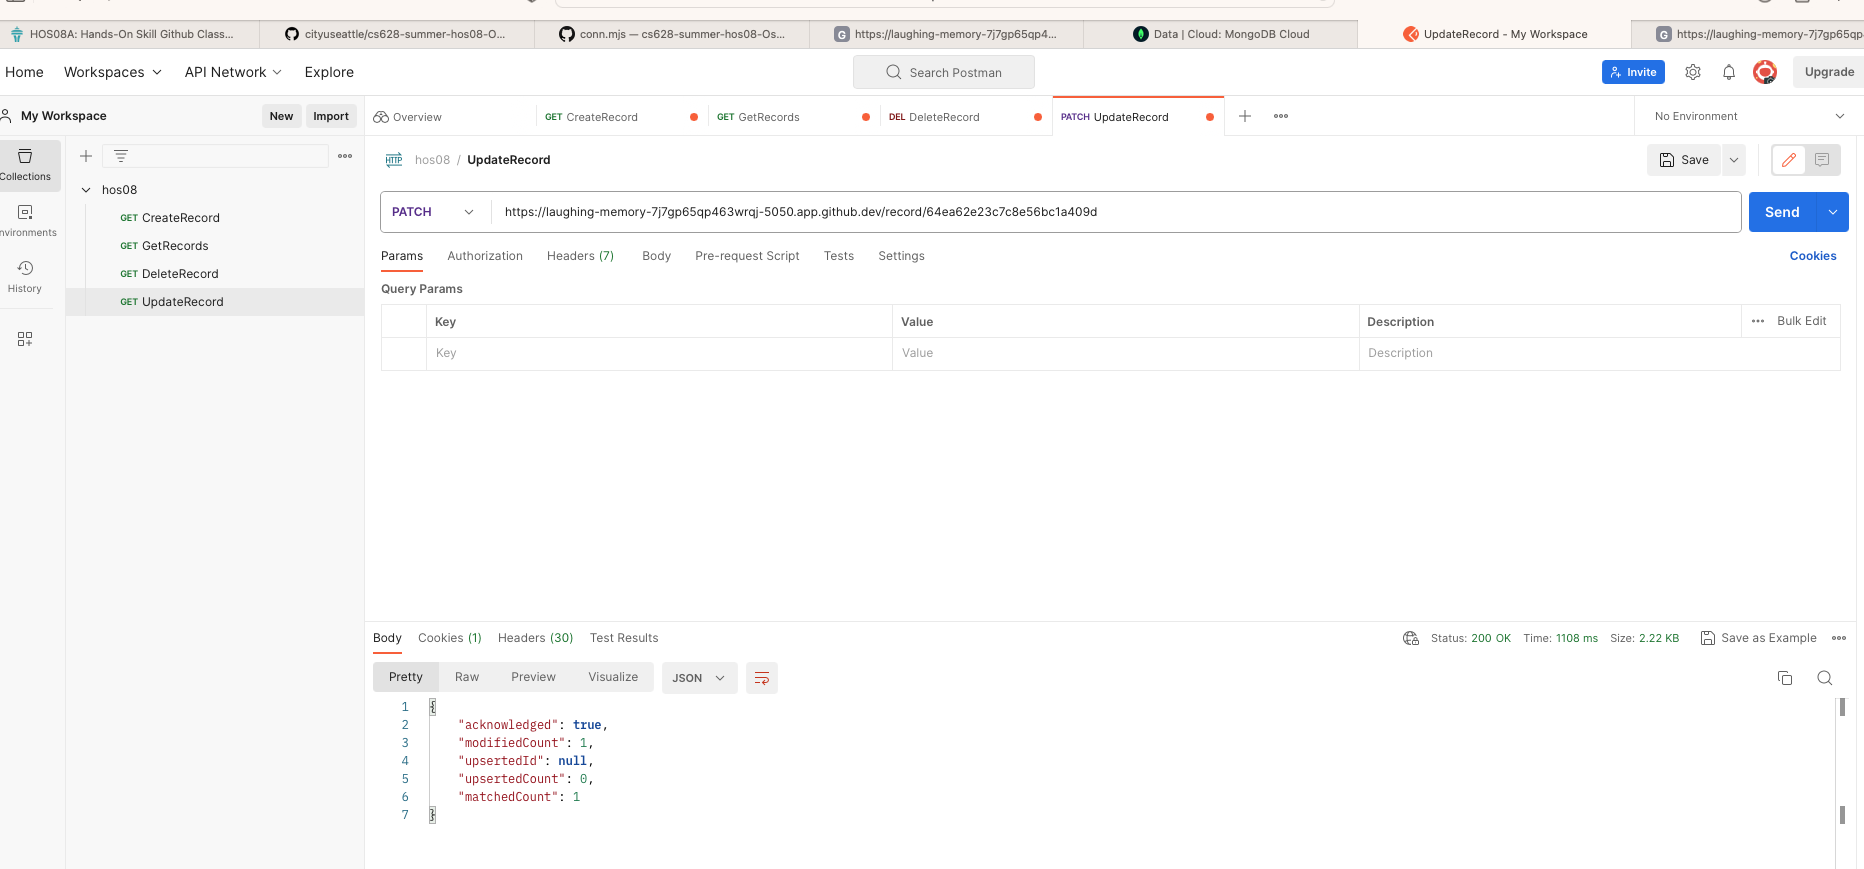 HOS08A: Hands-On Skill Github Class...
cityuseattle/cs628-summer-hos08-O...
conn.mjs — cs628-summer-hos08-Os...
https://laughing-memory-7j7gp65qp4...
Data | Cloud: MongoDB Cloud
UpdateRecord - My Workspace
https://laughing-memory-7j7gp65qp
Home Workspaces API Network Explore
Search Postman
Invite
Upgrade
My Workspace
New Import
Overview
GET CreateRecord
GET GetRecords
DEL DeleteRecord
PATCH UpdateRecord
No Environment
Collections
nvironments
History
hos08
GET CreateRecord
GET GetRecords
GET DeleteRecord
GET UpdateRecord
HTTP hos08 / UpdateRecord
Save
PATCH https://laughing-memory-7j7gp65qp463wrqj-5050.app.github.dev/record/64ea62e23c7c8e56bc1a409d
Send
Params Authorization Headers (7) Body Pre-request Script Tests Settings
Cookies
Query Params
Key Value Description Bulk Edit
Key Value Description
Body Cookies (1) Headers (30) Test Results
Status: 200 OK Time: 1108 ms Size: 2.22 KB Save as Example
Pretty Raw Preview Visualize JSON
1 {
2 "acknowledged": true,
3 "modifiedCount": 1,
4 "upsertedId": null,
5 "upsertedCount": 0,
6 "matchedCount": 1
7 }